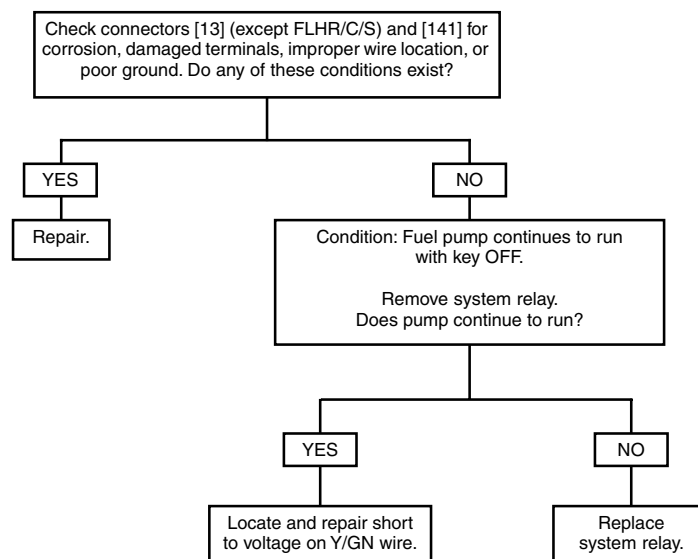 Check connectors [13] (except FLHR/C/S) and [141] for
corrosion, damaged terminals, improper wire location, or
poor ground. Do any of these conditions exist?
YES
NO
Repair.
Condition: Fuel pump continues to run
with key OFF.
Remove system relay.
Does pump continue to run?
YES
NO
Locate and repair short
to voltage on Y/GN wire.
Replace
system relay.